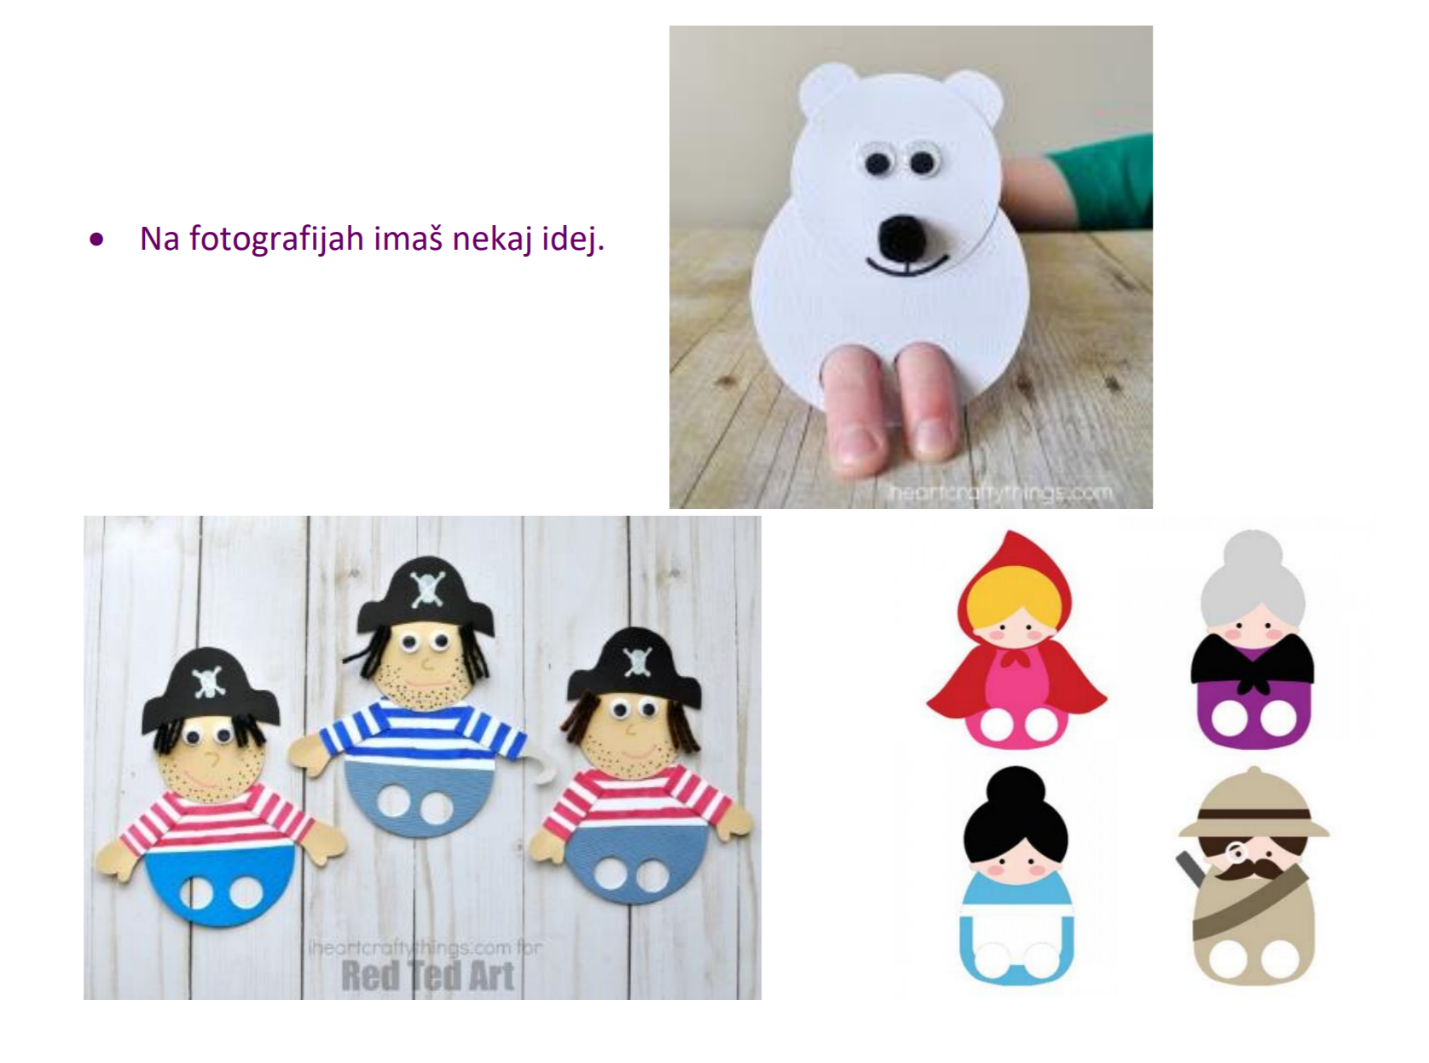 • Na fotografijah imaš nekaj idej.
iheartcraftythings.com
iheartcraftythings.com for
Red Ted Art